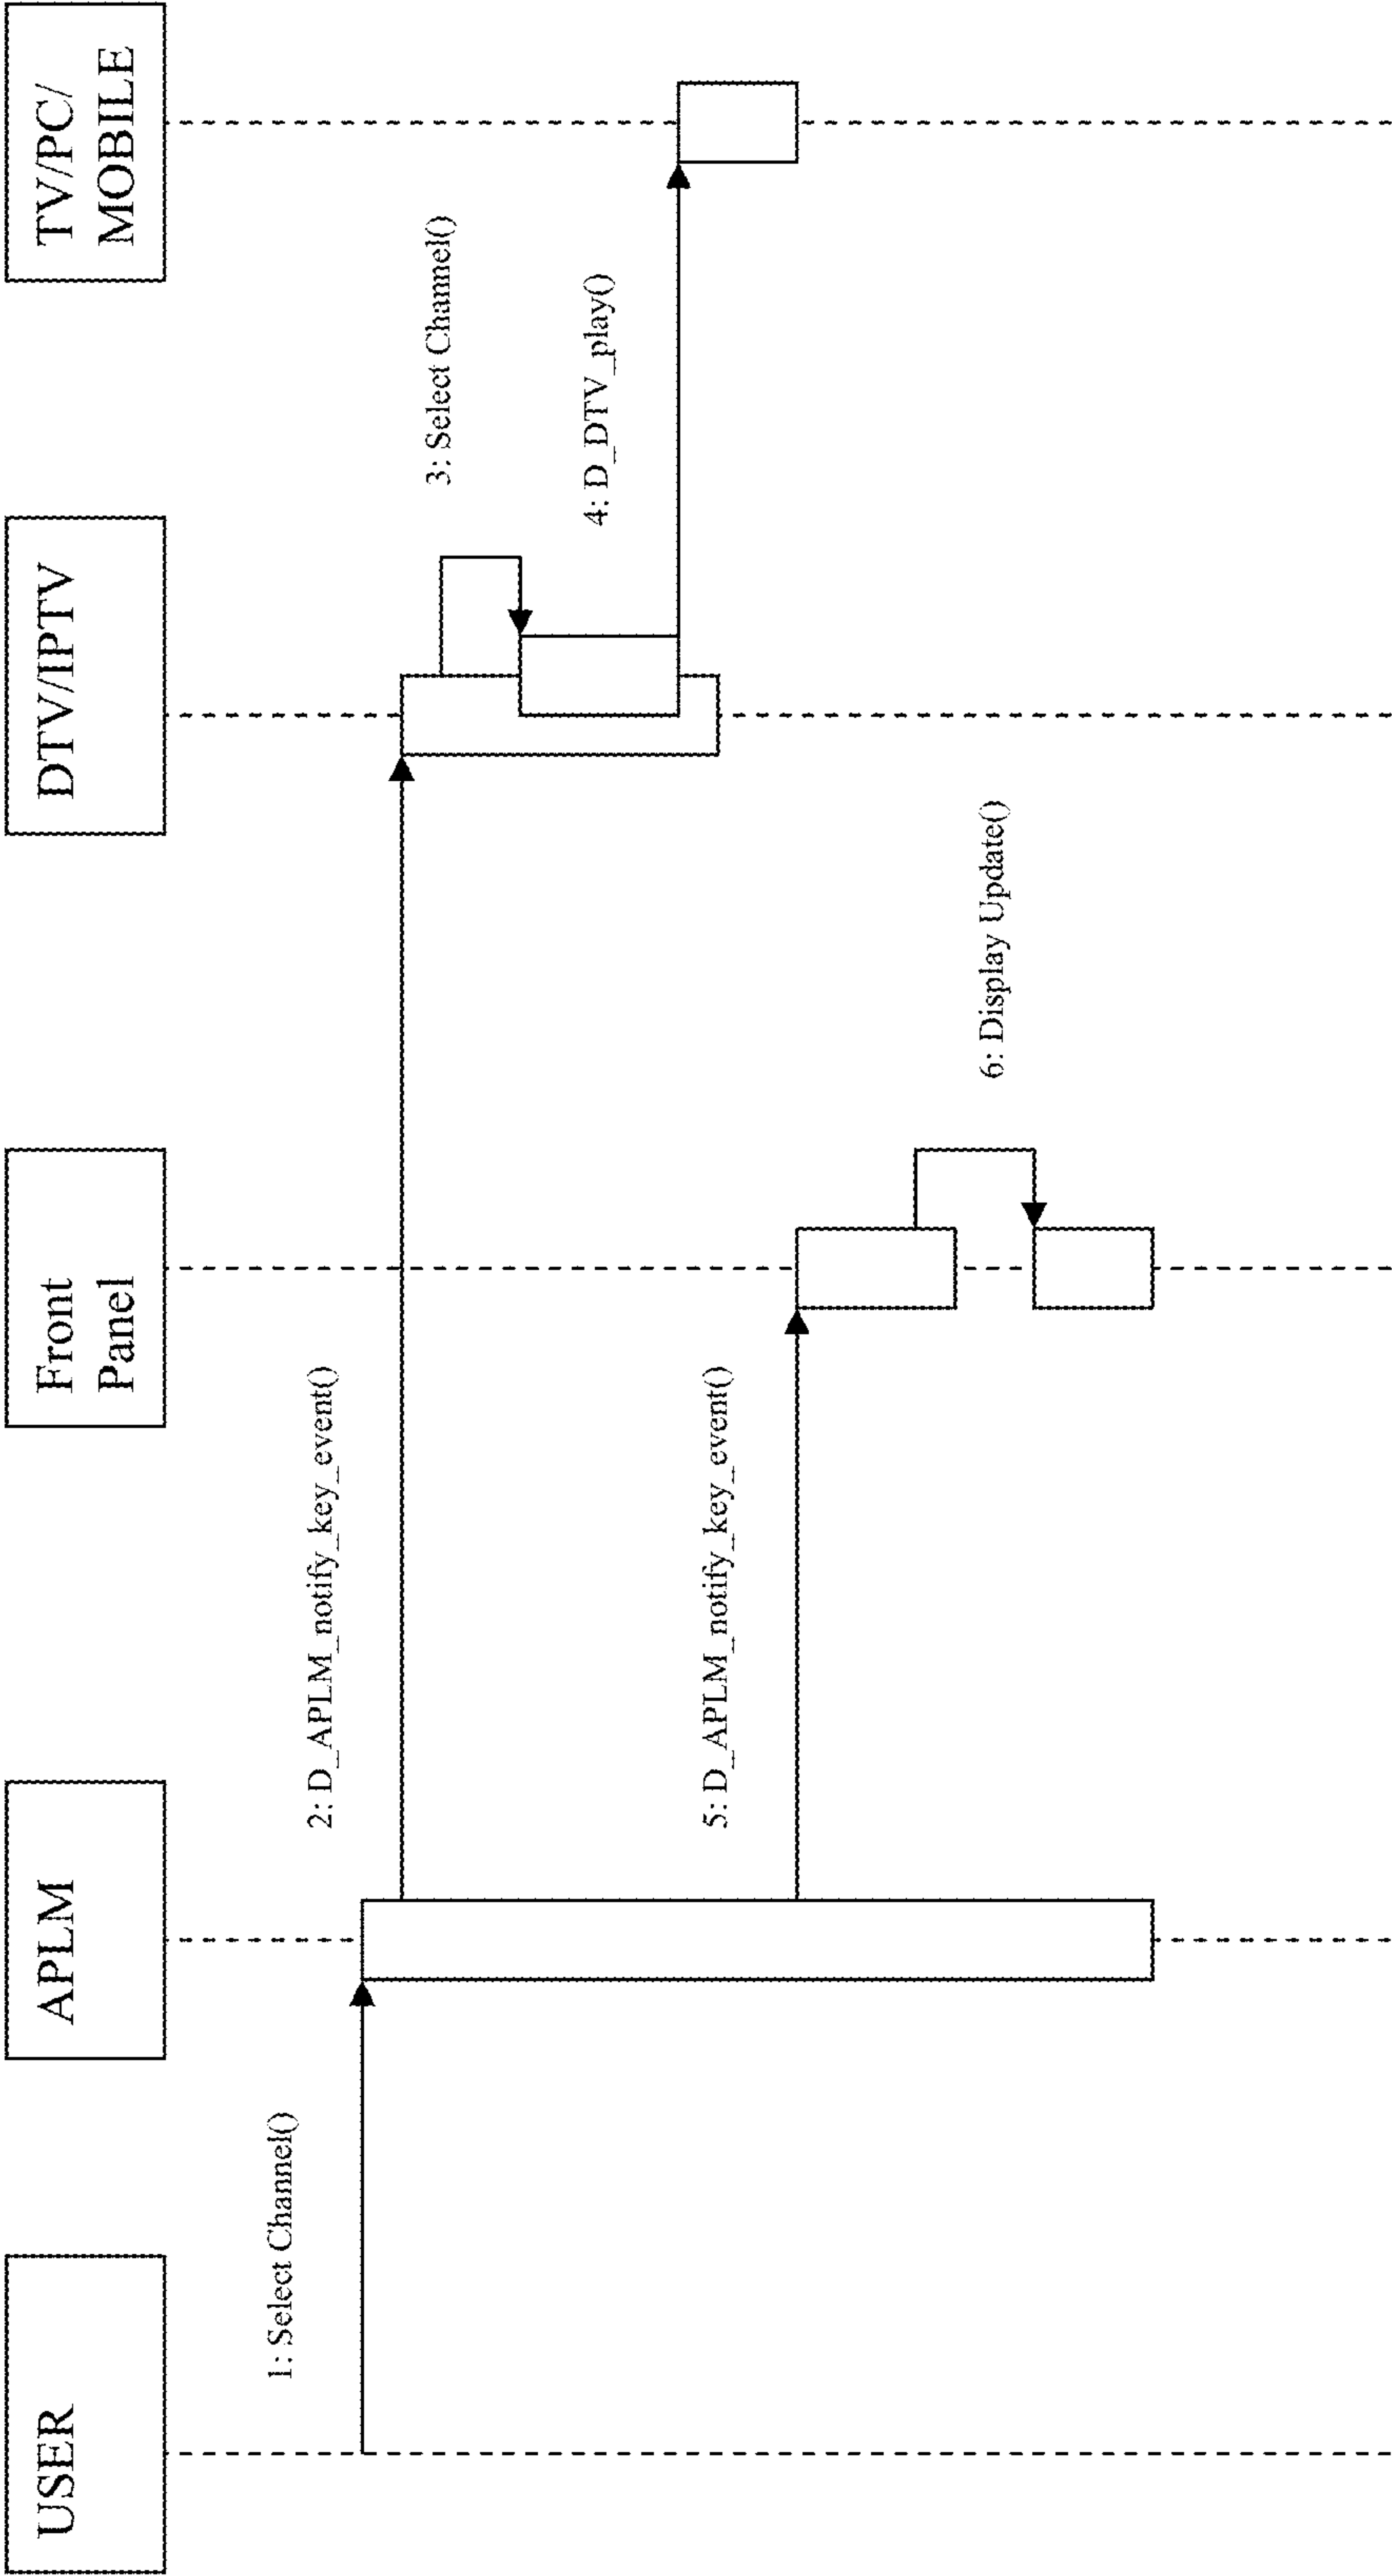 USER
APLM
Front
Panel
DTV/IPTV
TV/PC/
MOBILE
1: Select Channel()
2: D_APLM_notify_key_event()
3: Select Channel()
4: D_DTV_play()
5: D_APLM_notify_key_event()
6: Display Update()